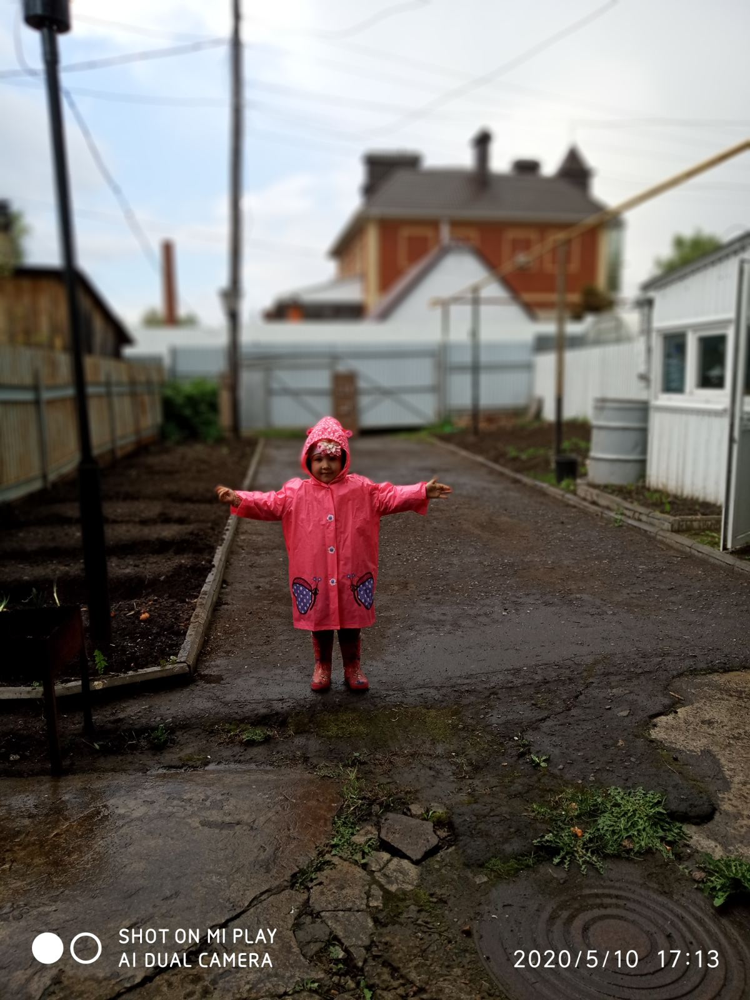 SHOT ON MI PLAY
AI DUAL CAMERA
2020/5/10 17:13